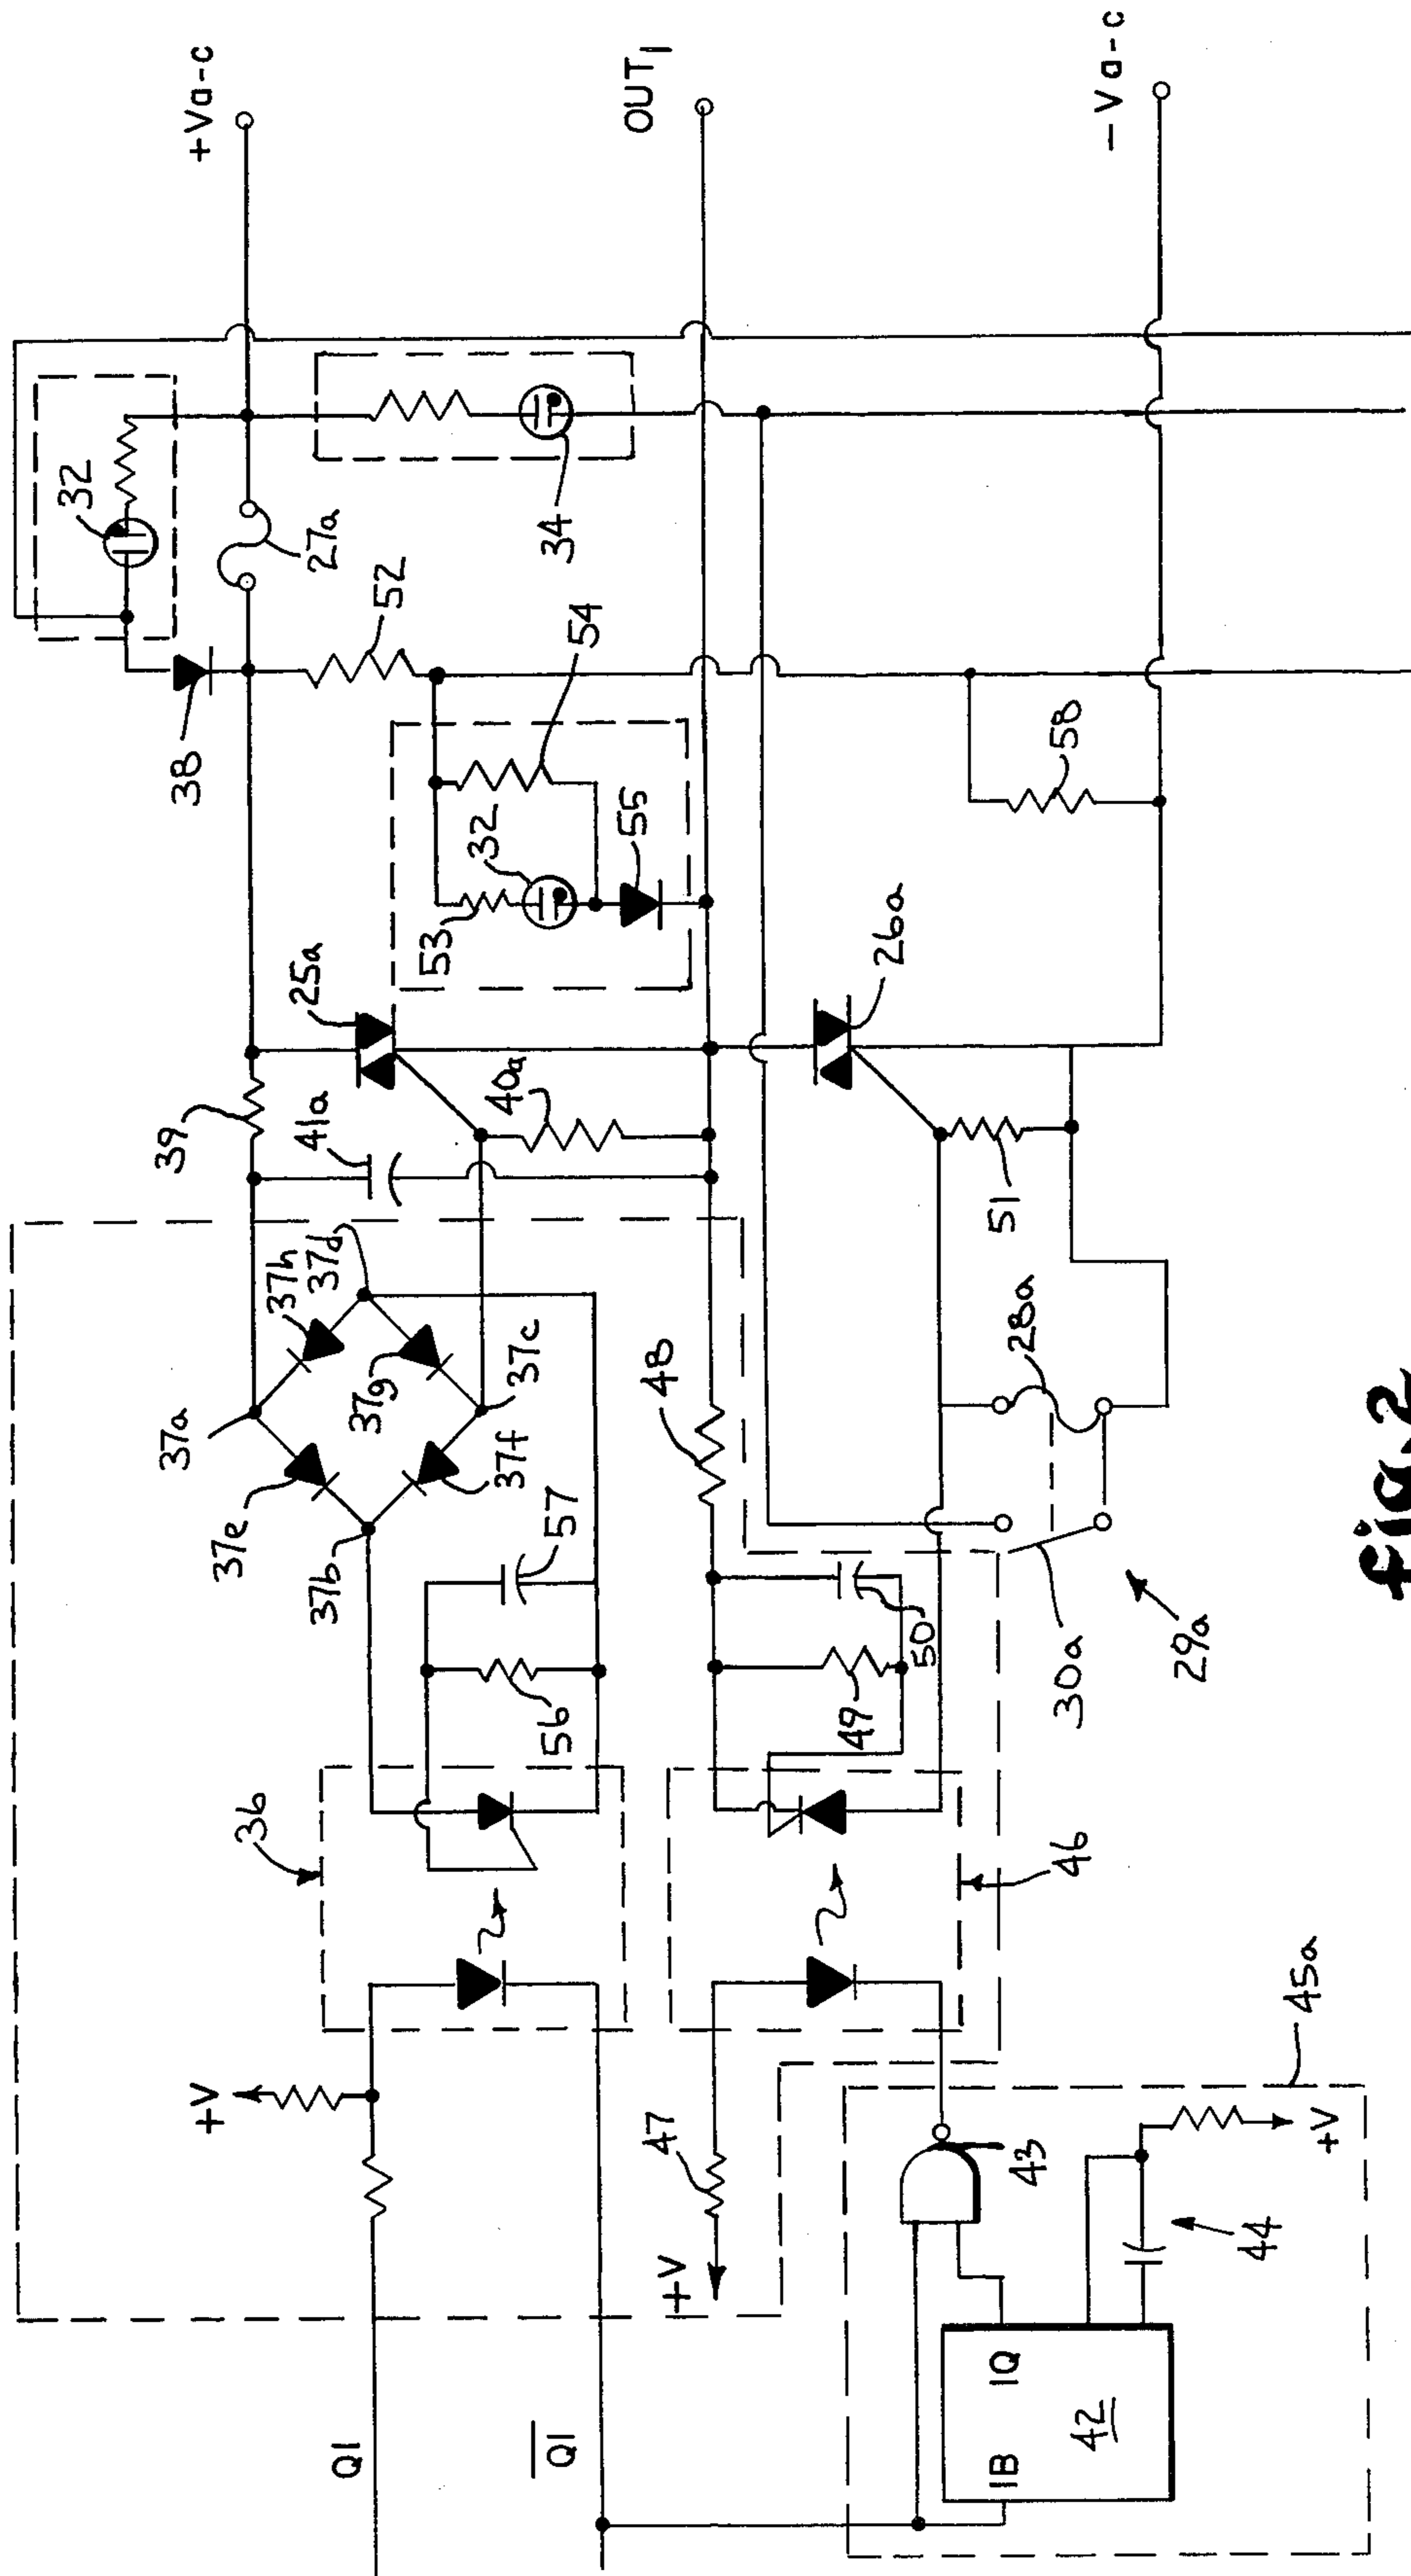 +Va-c
OUT1
-Va-c
32
27a
34
38
52
54
55
32
53
58
25a
26a
39
41a
40a
51
37h
37d
37a
37g
37c
37e
37f
37b
28a
48
57
56
50
49
30a
29a
36
46
+V
47
+V
43
45a
+V
44
Q1
Q1
1B
1Q
42
fig.2